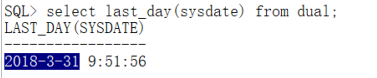 SQL> select last_day(sysdate) from dual;
LAST_DAY(SYSDATE)
-----------------
2018-3-31 9:51:56